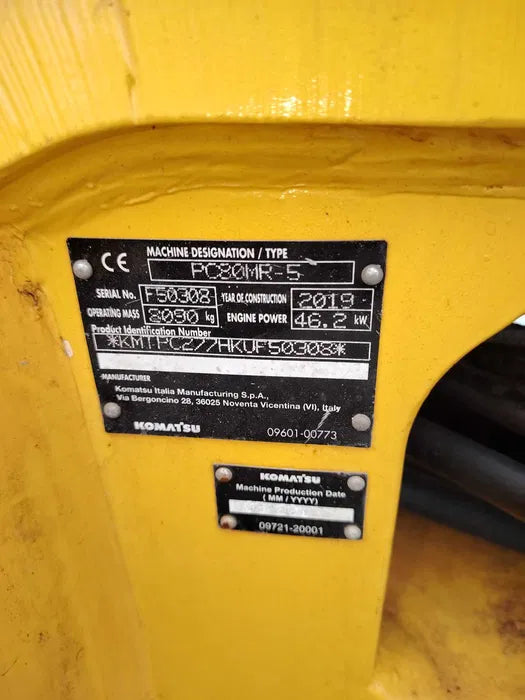 CE MACHINE DESIGNATION / TYPE
PC80MR-5
SERIAL No. F50308 YEAR OF CONSTRUCTION 2019
OPERATING MASS 8090 kg ENGINE POWER 46.2 kW
Product Identification Number
*KMTPC277HKVF50308*
MANUFACTURER
Komatsu Italia Manufacturing S.p.A.,
Via Bergoncino 28, 36025 Noventa Vicentina (VI), Italy
KOMATSU 09601-00773
KOMATSU
Machine Production Date
( MM / YYYY)
09721-20001